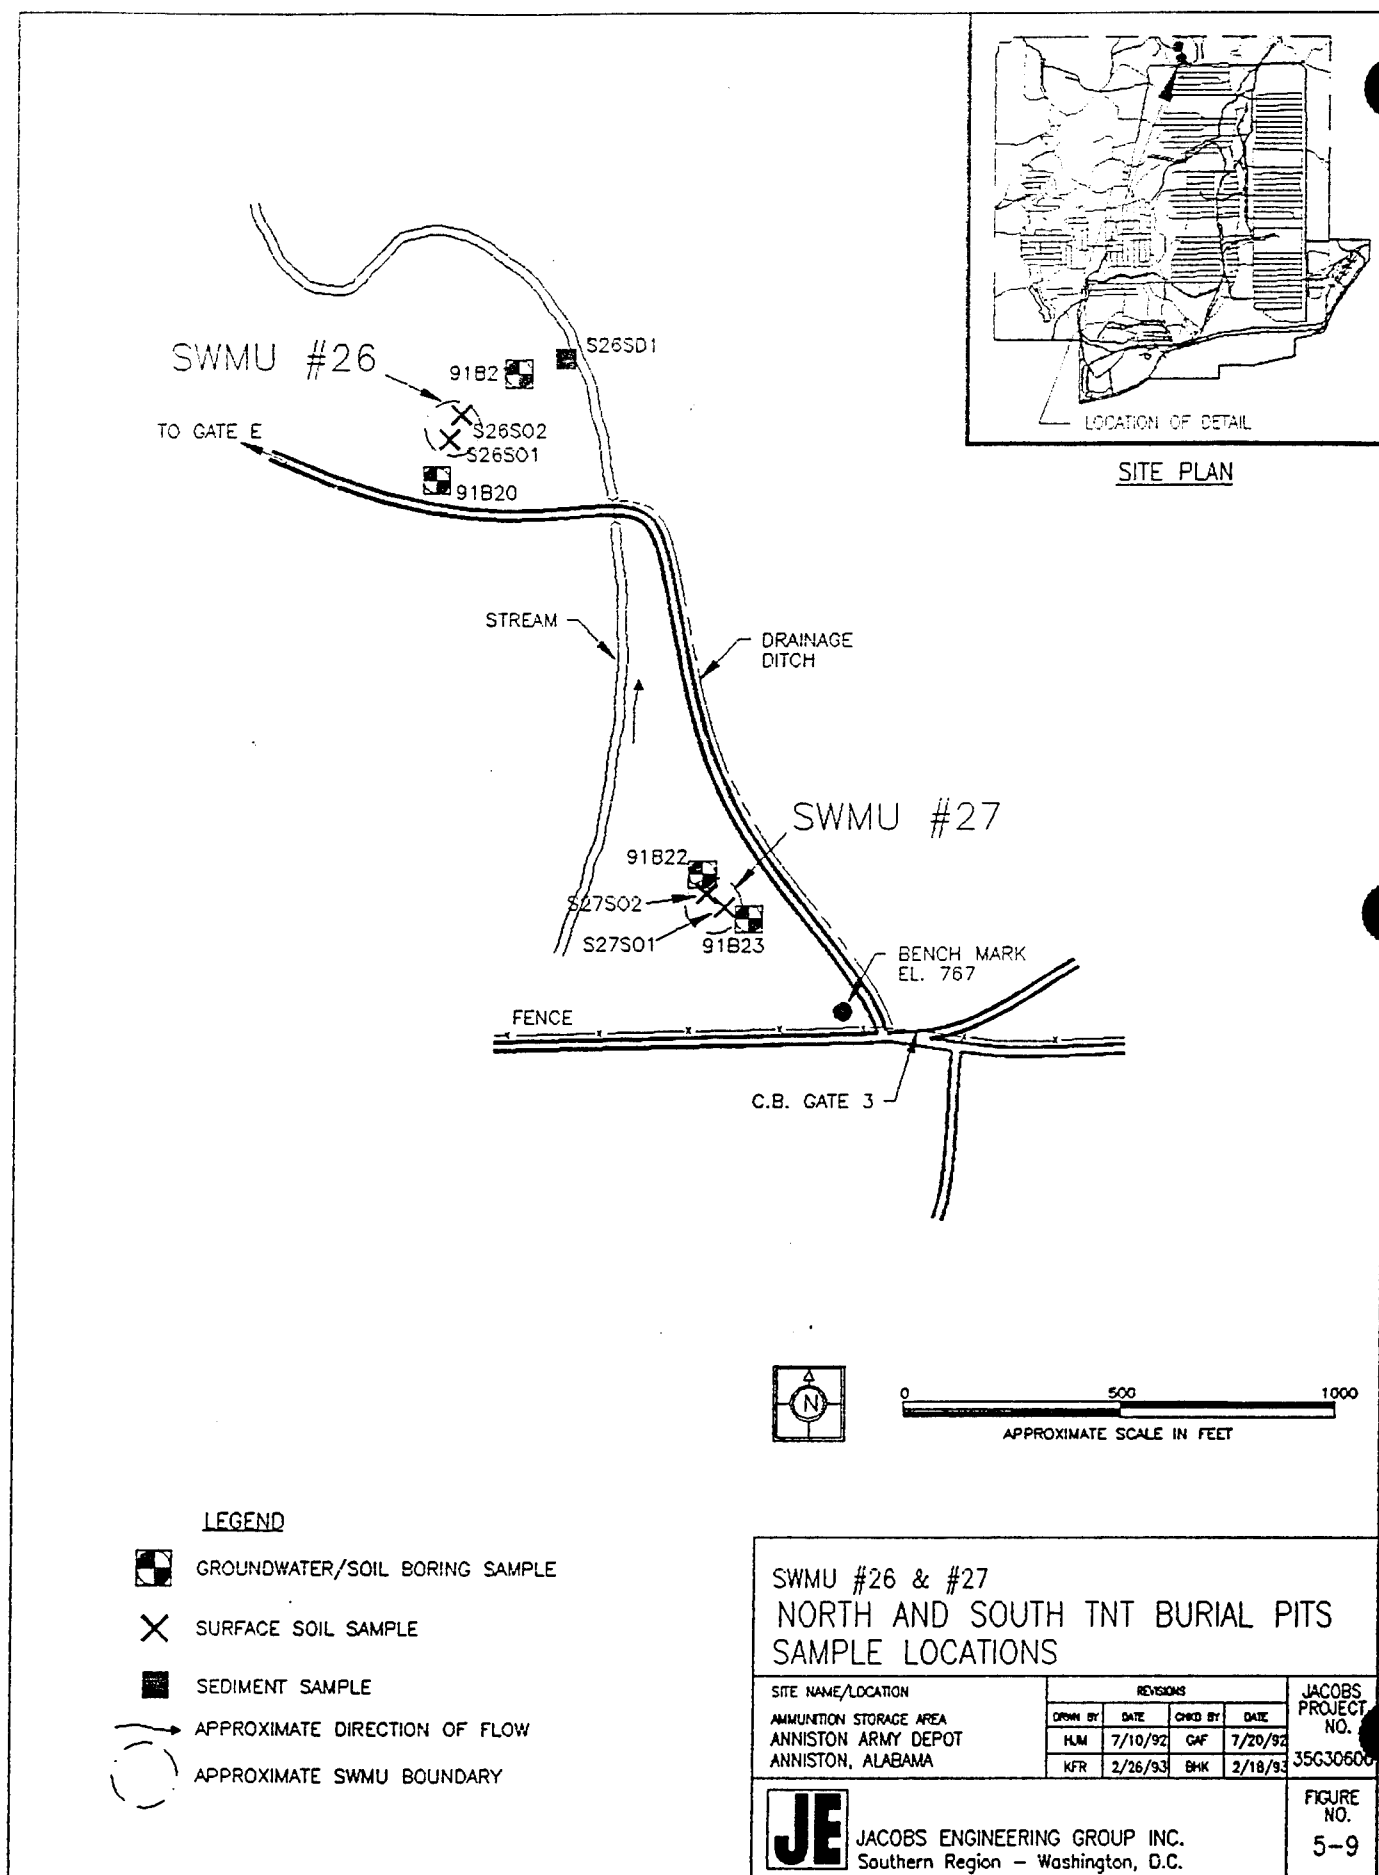 LOCATION OF DETAIL
SITE PLAN
S26SD1
SWMU #26
91B2
TO GATE E
S26S02
S26S01
91B20
STREAM
DRAINAGE
DITCH
SWMU #27
91B22
S27S02
S27S01
91B23
BENCH MARK
EL. 767
FENCE
C.B. GATE 3
N
0 500 1000
APPROXIMATE SCALE IN FEET
LEGEND
GROUNDWATER/SOIL BORING SAMPLE
SURFACE SOIL SAMPLE
SEDIMENT SAMPLE
APPROXIMATE DIRECTION OF FLOW
APPROXIMATE SWMU BOUNDARY
SWMU #26 & #27
NORTH AND SOUTH TNT BURIAL PITS
SAMPLE LOCATIONS
SITE NAME/LOCATION
AMMUNITION STORAGE AREA
ANNISTON ARMY DEPOT
ANNISTON, ALABAMA
REVISIONS
DRWN BY DATE CHKD BY DATE
HJM 7/10/92 GAF 7/20/92
KFR 2/26/93 BHK 2/18/93
JACOBS
PROJECT
NO.
35G30600
JE
JACOBS ENGINEERING GROUP INC.
Southern Region – Washington, D.C.
FIGURE
NO.
5-9